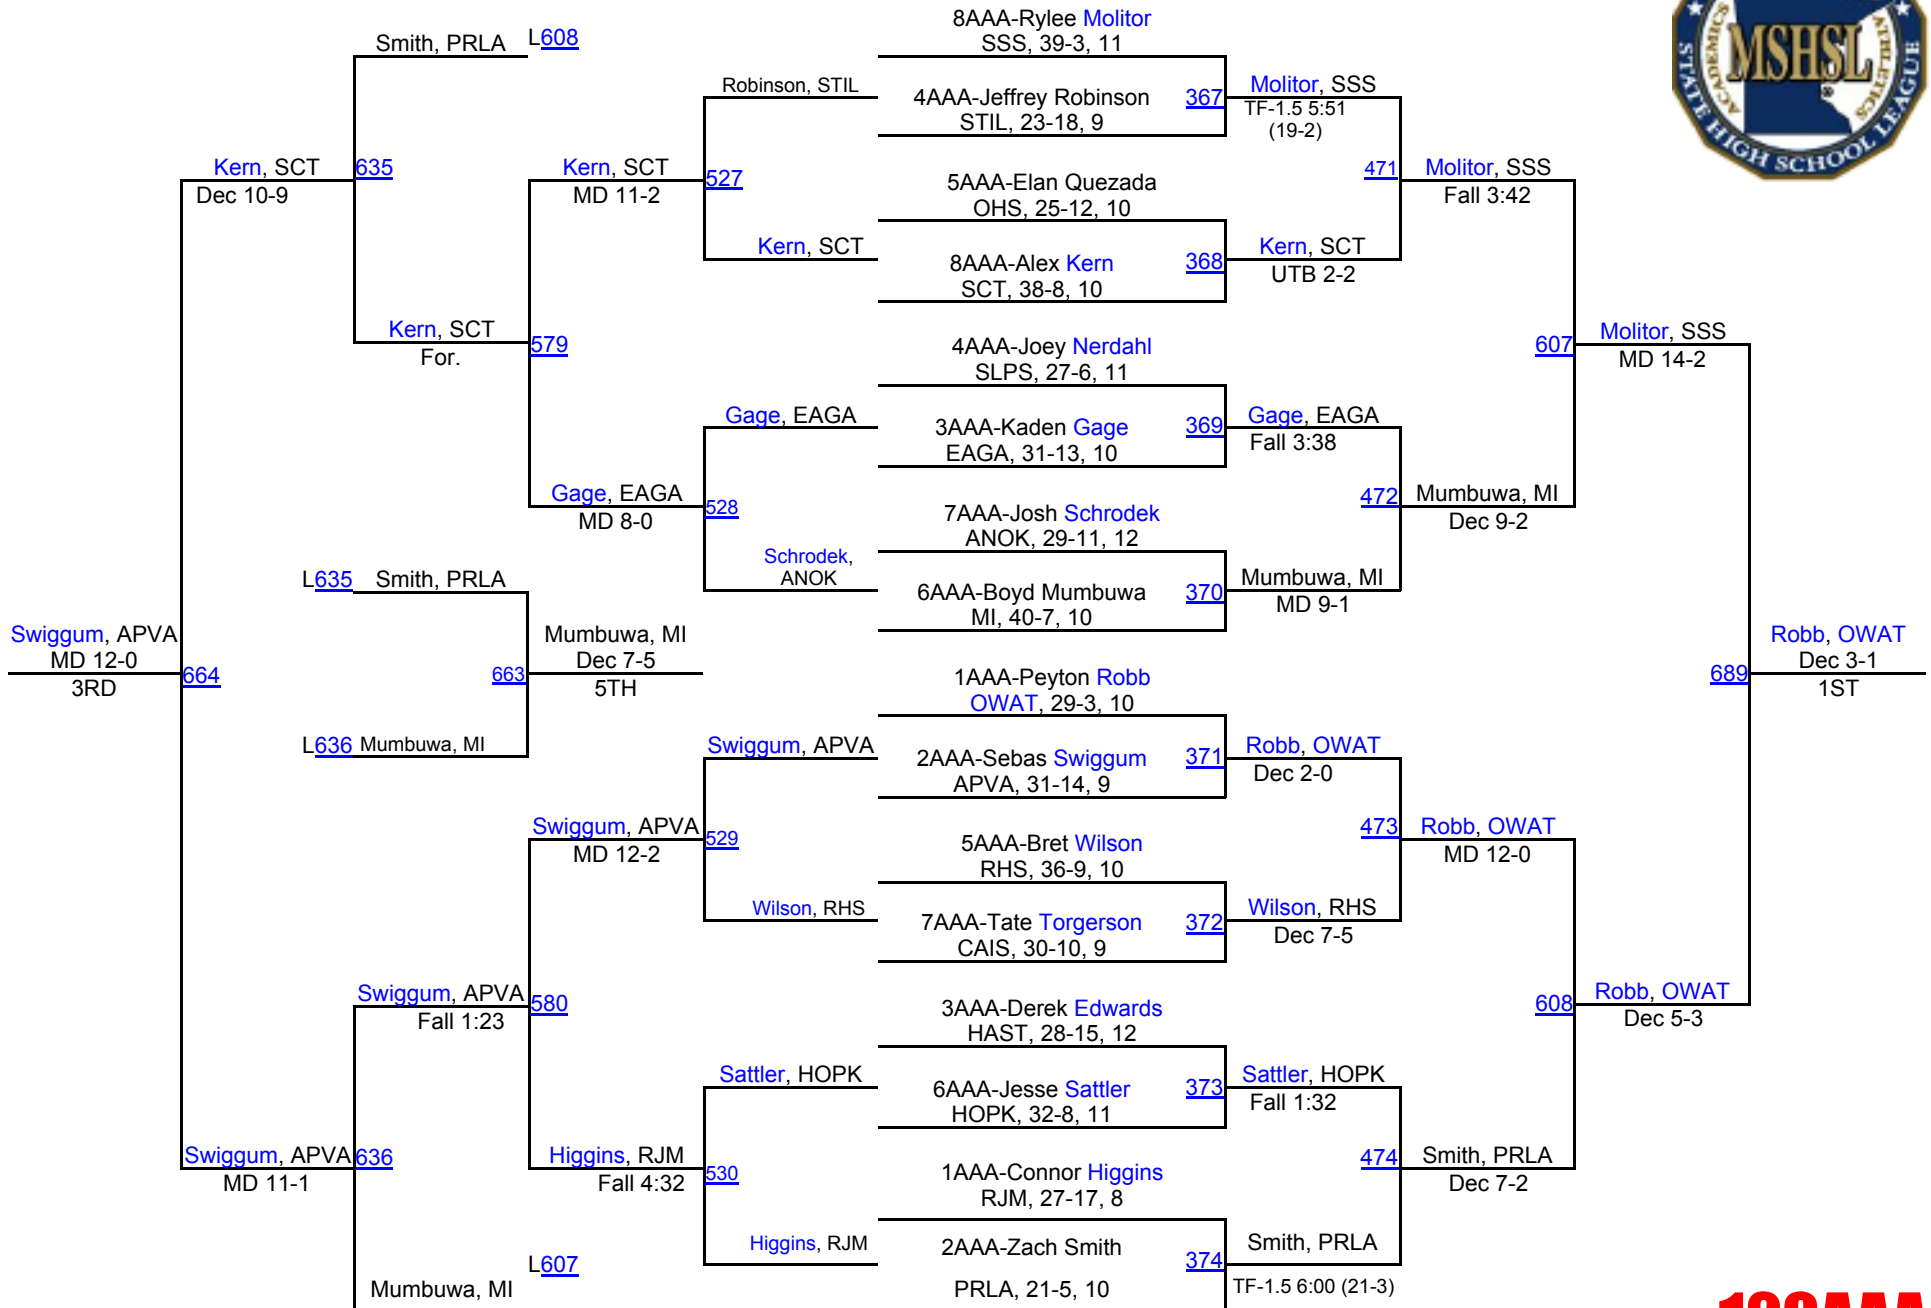 8AAA-Rylee Molitor
SSS, 39-3, 11
4AAA-Jeffrey Robinson
STIL, 23-18, 9
367
5AAA-Elan Quezada
OHS, 25-12, 10
8AAA-Alex Kern
SCT, 38-8, 10
368
4AAA-Joey Nerdahl
SLPS, 27-6, 11
3AAA-Kaden Gage
EAGA, 31-13, 10
369
7AAA-Josh Schrodek
ANOK, 29-11, 12
6AAA-Boyd Mumbuwa
MI, 40-7, 10
370
1AAA-Peyton Robb
OWAT, 29-3, 10
2AAA-Sebas Swiggum
APVA, 31-14, 9
371
5AAA-Bret Wilson
RHS, 36-9, 10
7AAA-Tate Torgerson
CAIS, 30-10, 9
372
3AAA-Derek Edwards
HAST, 28-15, 12
6AAA-Jesse Sattler
HOPK, 32-8, 11
373
1AAA-Connor Higgins
RJM, 27-17, 8
2AAA-Zach Smith
PRLA, 21-5, 10
374
Molitor, SSS
TF-1.5 5:51
(19-2)
471
Kern, SCT
UTB 2-2
Gage, EAGA
Fall 3:38
472
Mumbuwa, MI
MD 9-1
Robb, OWAT
Dec 2-0
473
Wilson, RHS
Dec 7-5
Sattler, HOPK
Fall 1:32
474
Smith, PRLA
TF-1.5 6:00 (21-3)
Molitor, SSS
Fall 3:42
607
Mumbuwa, MI
Dec 9-2
Robb, OWAT
MD 12-0
608
Smith, PRLA
Dec 7-2
Molitor, SSS
MD 14-2
689
Robb, OWAT
Dec 5-3
Robb, OWAT
Dec 3-1
1ST
Robinson, STIL
527
Kern, SCT
Gage, EAGA
528
Schrodek,
ANOK
Swiggum, APVA
529
Wilson, RHS
Sattler, HOPK
530
Higgins, RJM
Kern, SCT
MD 11-2
579
Gage, EAGA
MD 8-0
Swiggum, APVA
MD 12-2
580
Higgins, RJM
Fall 4:32
Smith, PRLA L608
635
Kern, SCT
For.
Swiggum, APVA
Fall 1:23
636
Mumbuwa, MI L607
Kern, SCT
Dec 10-9
664
Swiggum, APVA
MD 11-1
Swiggum, APVA
MD 12-0
3RD
L635 Smith, PRLA
663
L636 Mumbuwa, MI
Mumbuwa, MI
Dec 7-5
5TH
ACADEMICS
MSHSL
®
ATHLETICS
STATE HIGH SCHOOL LEAGUE